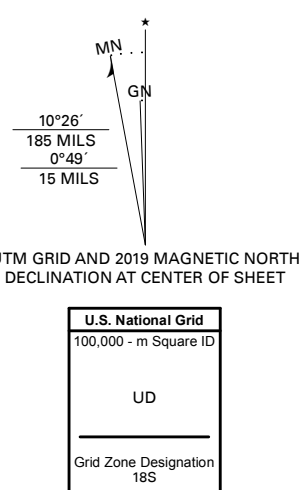 ★
MN
GN
10°26´
185 MILS
0°49´
15 MILS
UTM GRID AND 2019 MAGNETIC NORTH
DECLINATION AT CENTER OF SHEET
U.S. National Grid
100,000 - m Square ID
UD
Grid Zone Designation
18S